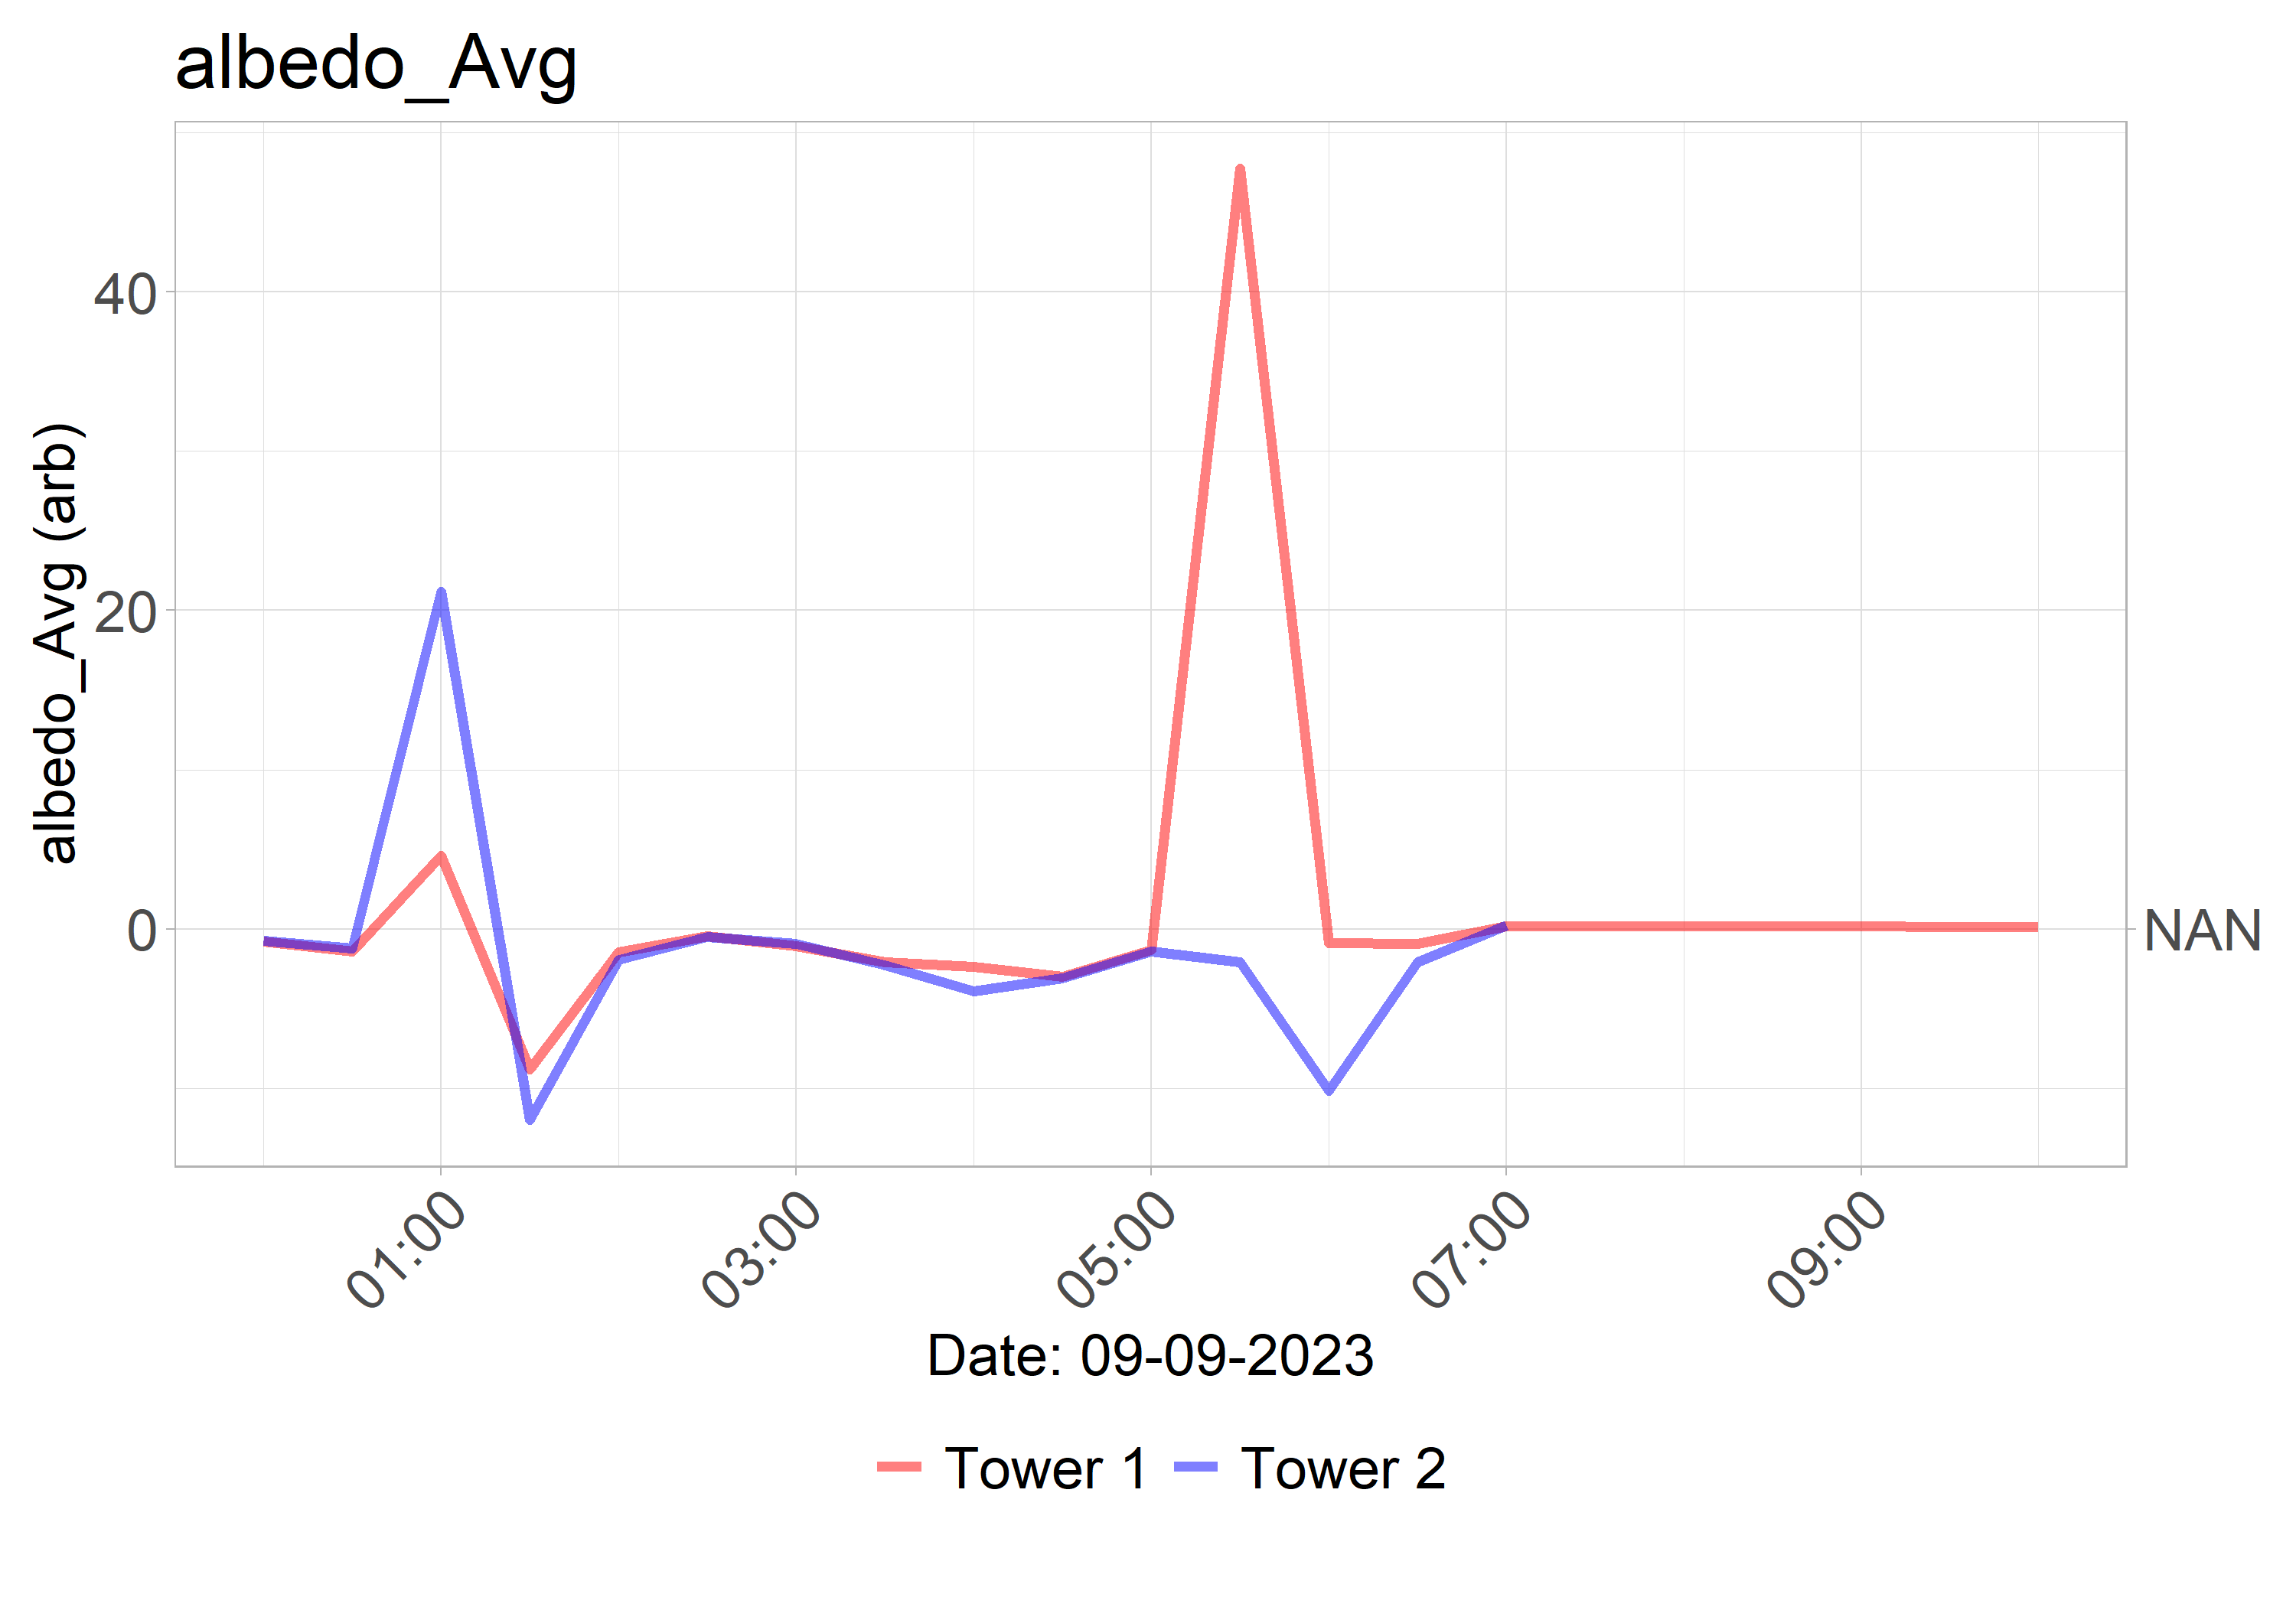 albedo_Avg
albedo_Avg (arb)
40
20
0
NAN
01:00
03:00
05:00
07:00
09:00
Date: 09-09-2023
Tower 1
Tower 2